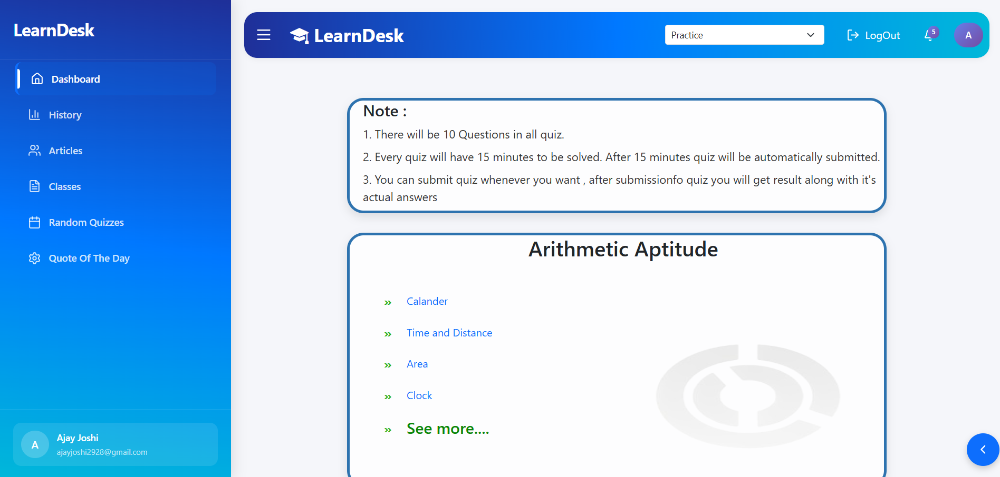 LearnDesk
Dashboard
History
Articles
Classes
Random Quizzes
Quote Of The Day
A
Ajay Joshi
ajayjoshi2928@gmail.com
LearnDesk
Practice
LogOut
5
A
Note :
1. There will be 10 Questions in all quiz.
2. Every quiz will have 15 minutes to be solved. After 15 minutes quiz will be automatically submitted.
3. You can submit quiz whenever you want , after submissionfo quiz you will get result along with it's
actual answers
Arithmetic Aptitude
» Calander
» Time and Distance
» Area
» Clock
» See more....